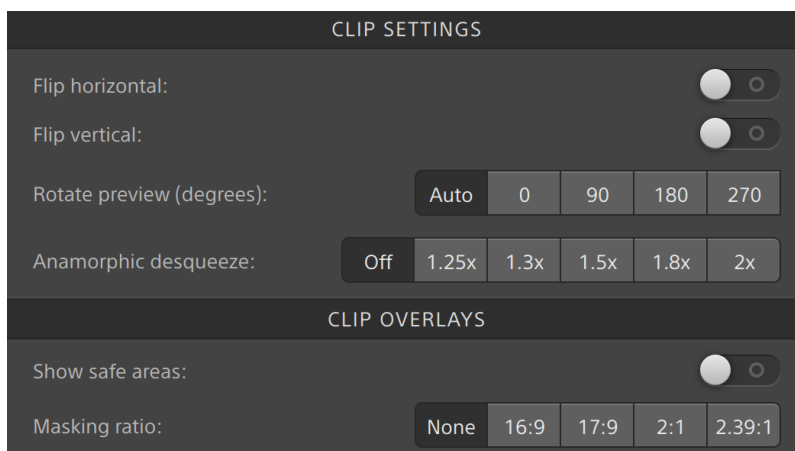 CLIP SETTINGS
Flip horizontal:
Flip vertical:
Rotate preview (degrees): Auto 0 90 180 270
Anamorphic desqueeze: Off 1.25x 1.3x 1.5x 1.8x 2x
CLIP OVERLAYS
Show safe areas:
Masking ratio: None 16:9 17:9 2:1 2.39:1